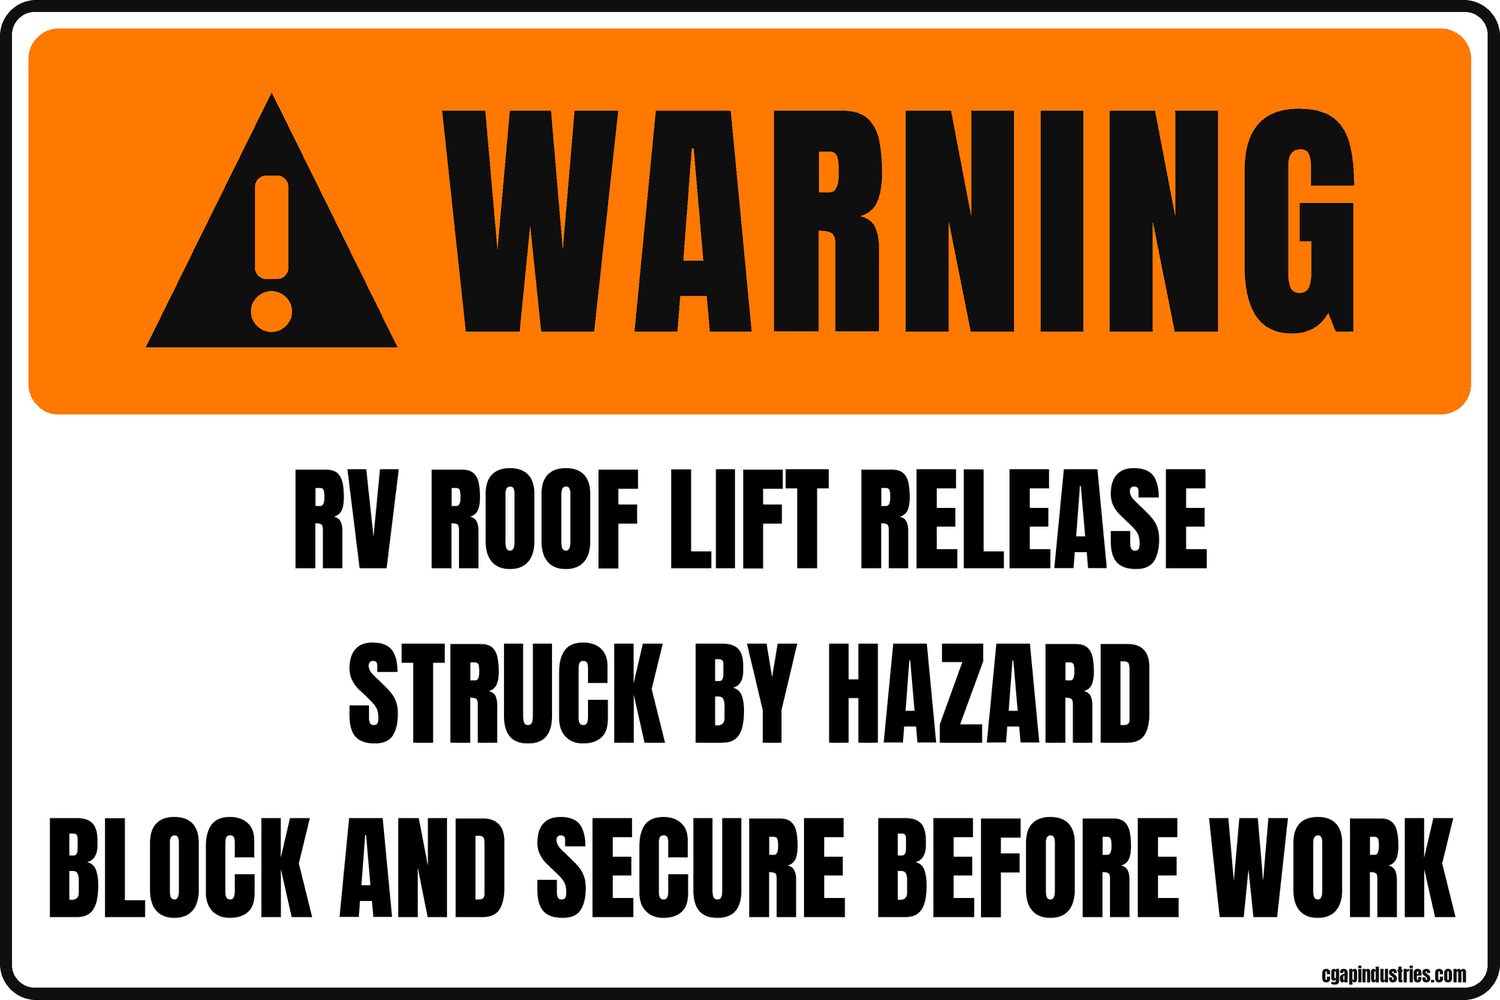 WARNING
RV ROOF LIFT RELEASE
STRUCK BY HAZARD
BLOCK AND SECURE BEFORE WORK
cgapindustries.com